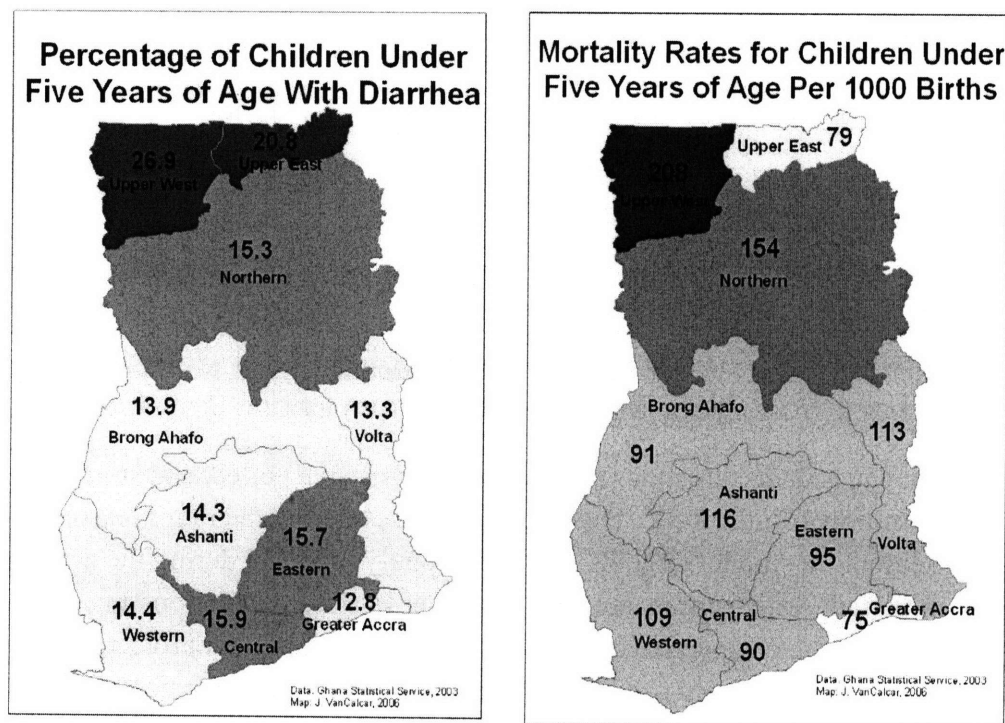 Percentage of Children Under
Five Years of Age With Diarrhea
26.9
Upper West
20.8
Upper East
15.3
Northern
13.9
Brong Ahafo
13.3
Volta
14.3
Ashanti
15.7
Eastern
14.4
Western
15.9
Central
12.8
Greater Accra
Data: Ghana Statistical Service, 2003
Map: J. VanCalcar, 2006
Mortality Rates for Children Under
Five Years of Age Per 1000 Births
208
Upper West
Upper East 79
154
Northern
Brong Ahafo
91
113
Ashanti
116
Eastern
95
Volta
109
Western
Central
90
75
Greater Accra
Data: Ghana Statistical Service, 2003
Map: J. VanCalcar, 2006